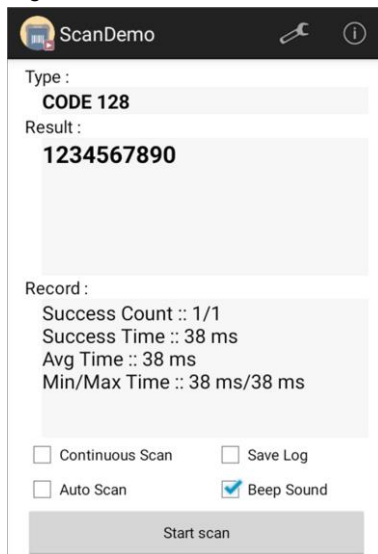 ScanDemo
Type :
CODE 128
Result :
1234567890
Record :
Success Count :: 1/1
Success Time :: 38 ms
Avg Time :: 38 ms
Min/Max Time :: 38 ms/38 ms
Continuous Scan Save Log
Auto Scan Beep Sound
Start scan